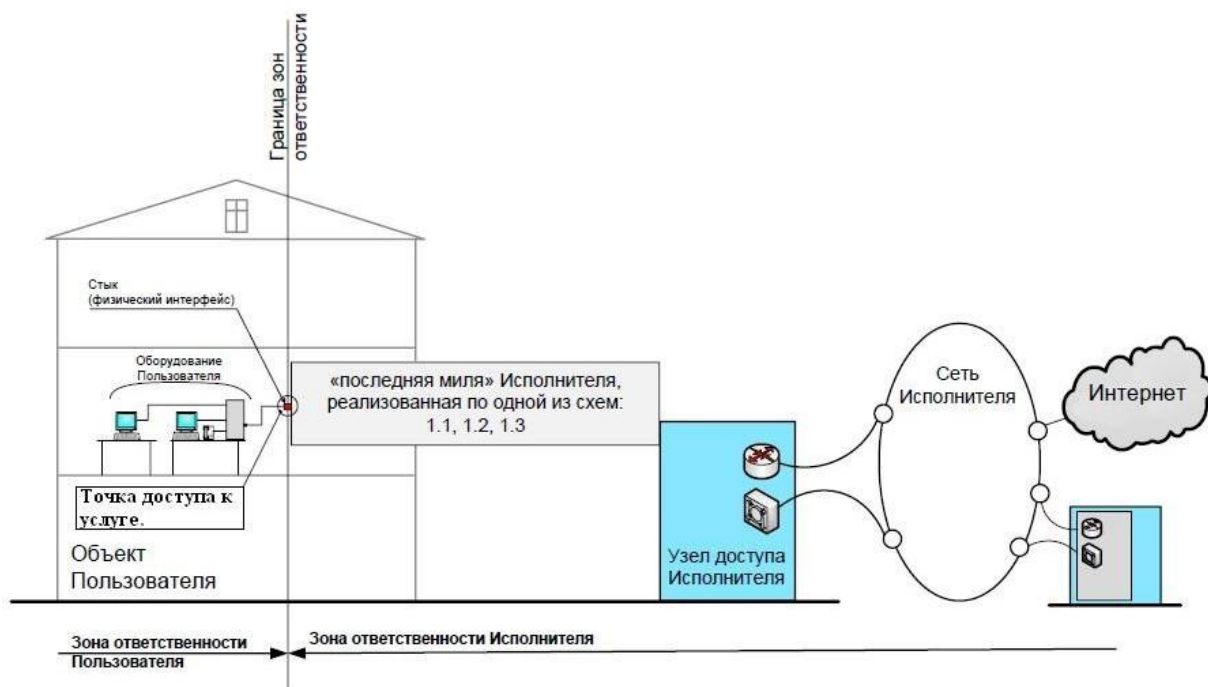 Граница зон
ответственности
Стык
(физический интерфейс)
Оборудование
Пользователя
«последняя миля» Исполнителя,
реализованная по одной из схем:
1.1, 1.2, 1.3
Сеть
Исполнителя
Интернет
Точка доступа к
услуге.
Объект
Пользователя
Узел доступа
Исполнителя
Зона ответственности
Пользователя
Зона ответственности Исполнителя